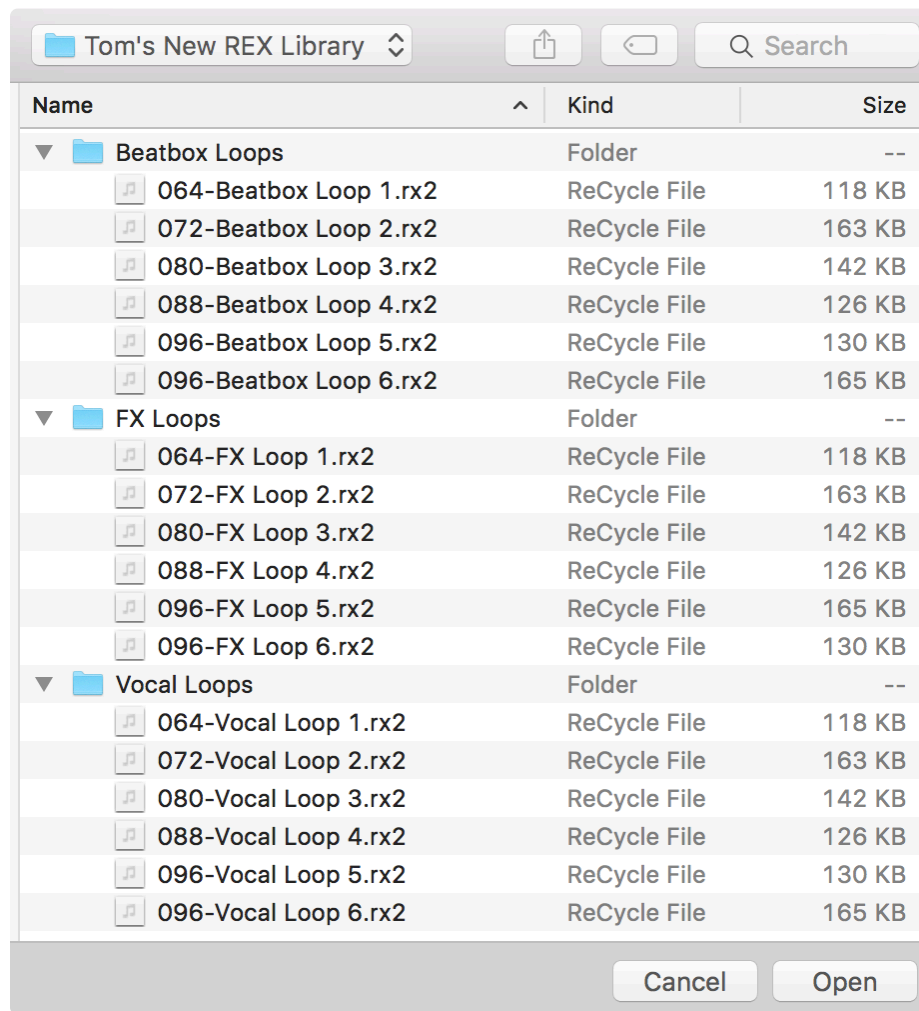 Tom's New REX Library Search
Name Kind Size
Beatbox Loops Folder --
064-Beatbox Loop 1.rx2 ReCycle File 118 KB
072-Beatbox Loop 2.rx2 ReCycle File 163 KB
080-Beatbox Loop 3.rx2 ReCycle File 142 KB
088-Beatbox Loop 4.rx2 ReCycle File 126 KB
096-Beatbox Loop 5.rx2 ReCycle File 130 KB
096-Beatbox Loop 6.rx2 ReCycle File 165 KB
FX Loops Folder --
064-FX Loop 1.rx2 ReCycle File 118 KB
072-FX Loop 2.rx2 ReCycle File 163 KB
080-FX Loop 3.rx2 ReCycle File 142 KB
088-FX Loop 4.rx2 ReCycle File 126 KB
096-FX Loop 5.rx2 ReCycle File 165 KB
096-FX Loop 6.rx2 ReCycle File 130 KB
Vocal Loops Folder --
064-Vocal Loop 1.rx2 ReCycle File 118 KB
072-Vocal Loop 2.rx2 ReCycle File 163 KB
080-Vocal Loop 3.rx2 ReCycle File 142 KB
088-Vocal Loop 4.rx2 ReCycle File 126 KB
096-Vocal Loop 5.rx2 ReCycle File 130 KB
096-Vocal Loop 6.rx2 ReCycle File 165 KB
Cancel Open